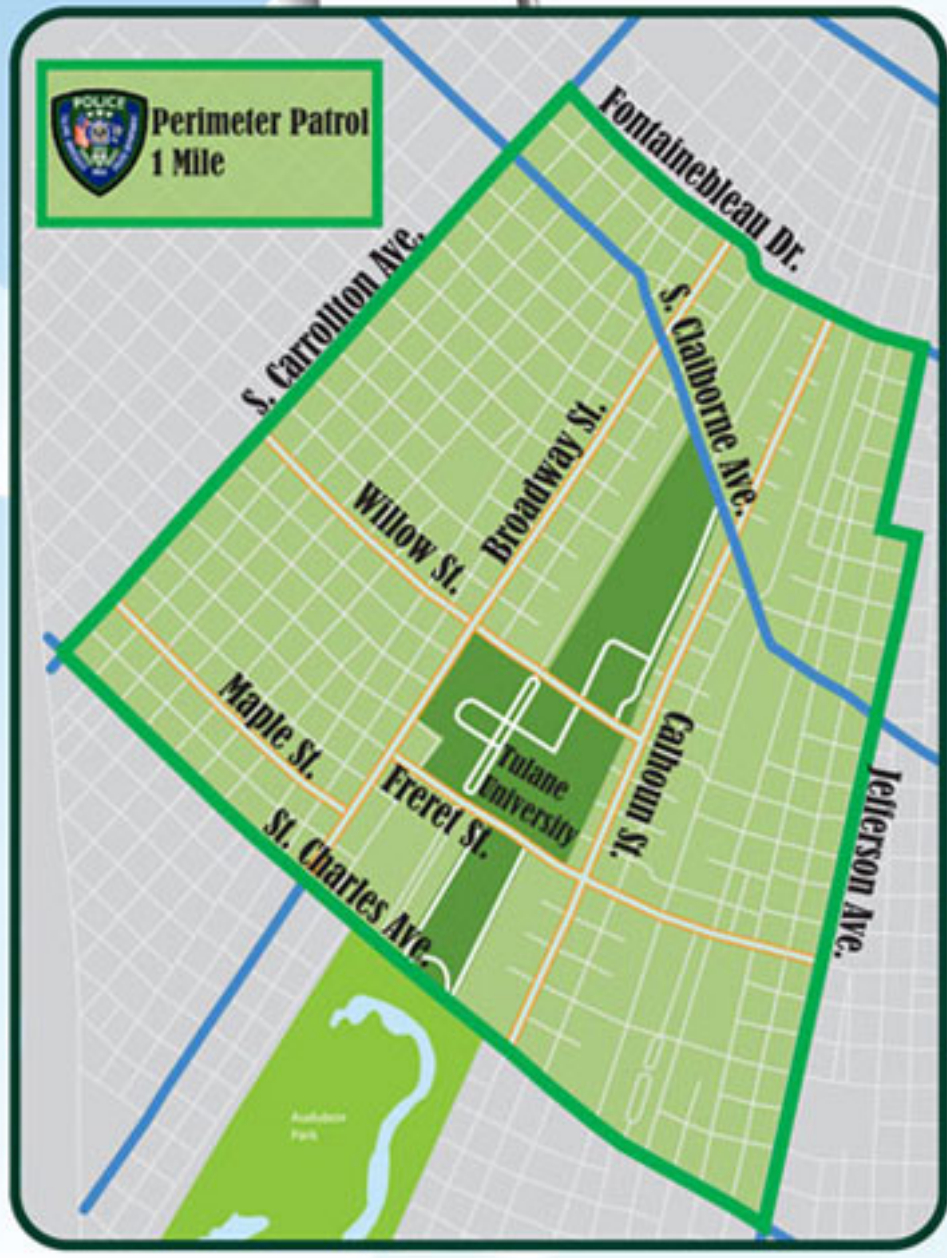 POLICE
Perimeter Patrol
1 Mile
Fontainebleau Dr.
S. Carrollton Ave.
S. Claiborne Ave.
Broadway St.
Willow St.
Maple St.
Calhoun St.
Tulane
University
Freret St.
Jefferson Ave.
St. Charles Ave.
Audubon
Park